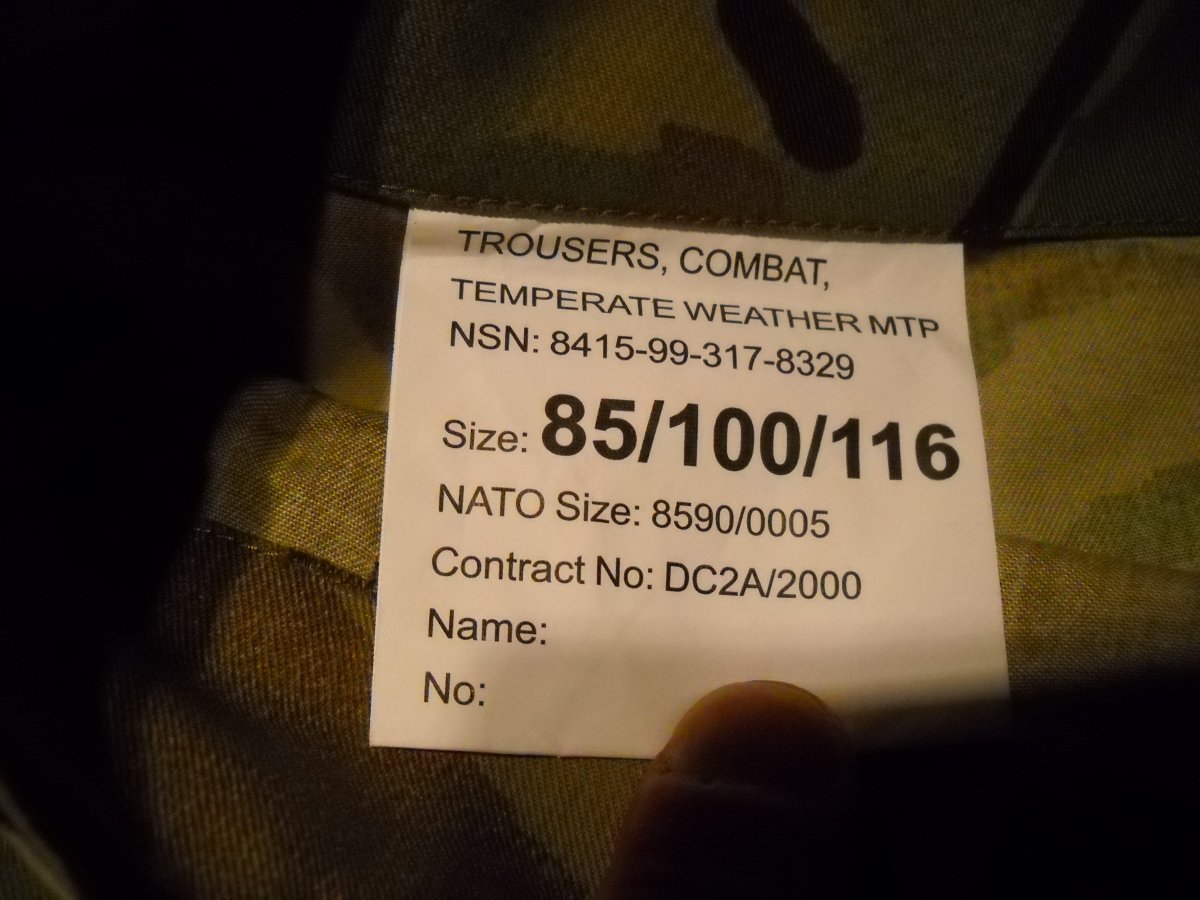 TROUSERS, COMBAT,
TEMPERATE WEATHER MTP
NSN: 8415-99-317-8329
Size: 85/100/116
NATO Size: 8590/0005
Contract No: DC2A/2000
Name:
No: